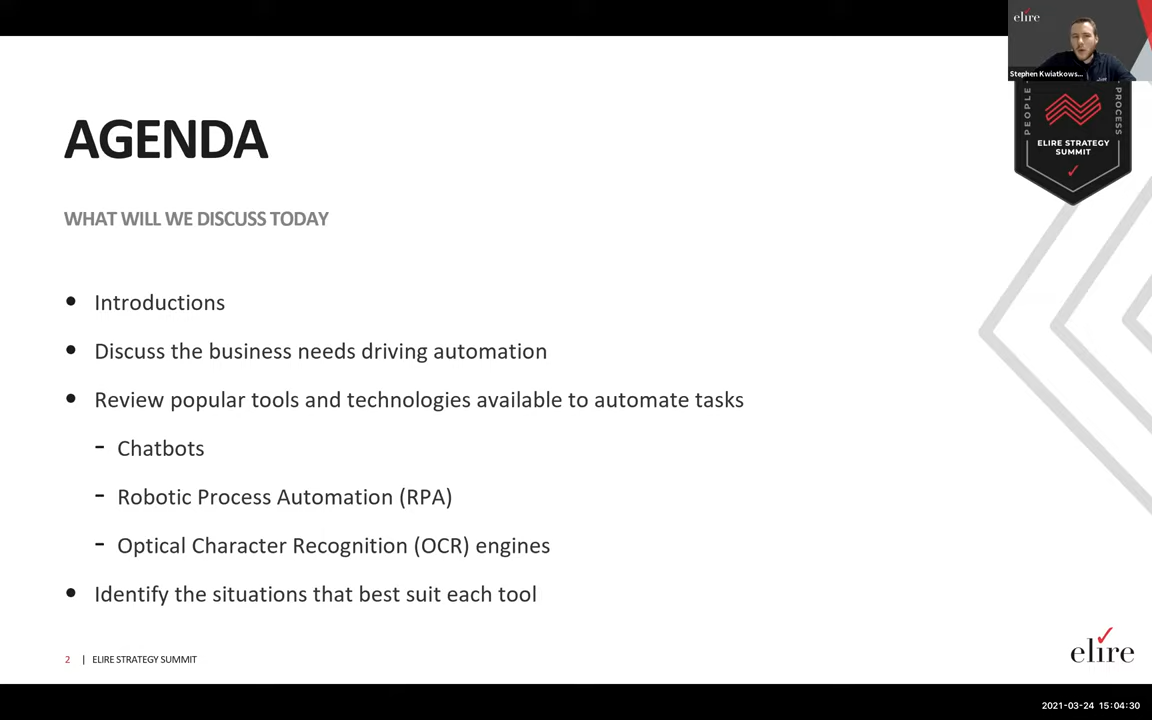 elire
Stephen Kwiatkows...
PEOPLE
PROCESS
ELIRE STRATEGY
SUMMIT
AGENDA
WHAT WILL WE DISCUSS TODAY
• Introductions
• Discuss the business needs driving automation
• Review popular tools and technologies available to automate tasks
- Chatbots
- Robotic Process Automation (RPA)
- Optical Character Recognition (OCR) engines
• Identify the situations that best suit each tool
2 | ELIRE STRATEGY SUMMIT
elire
2021-03-24 15:04:30